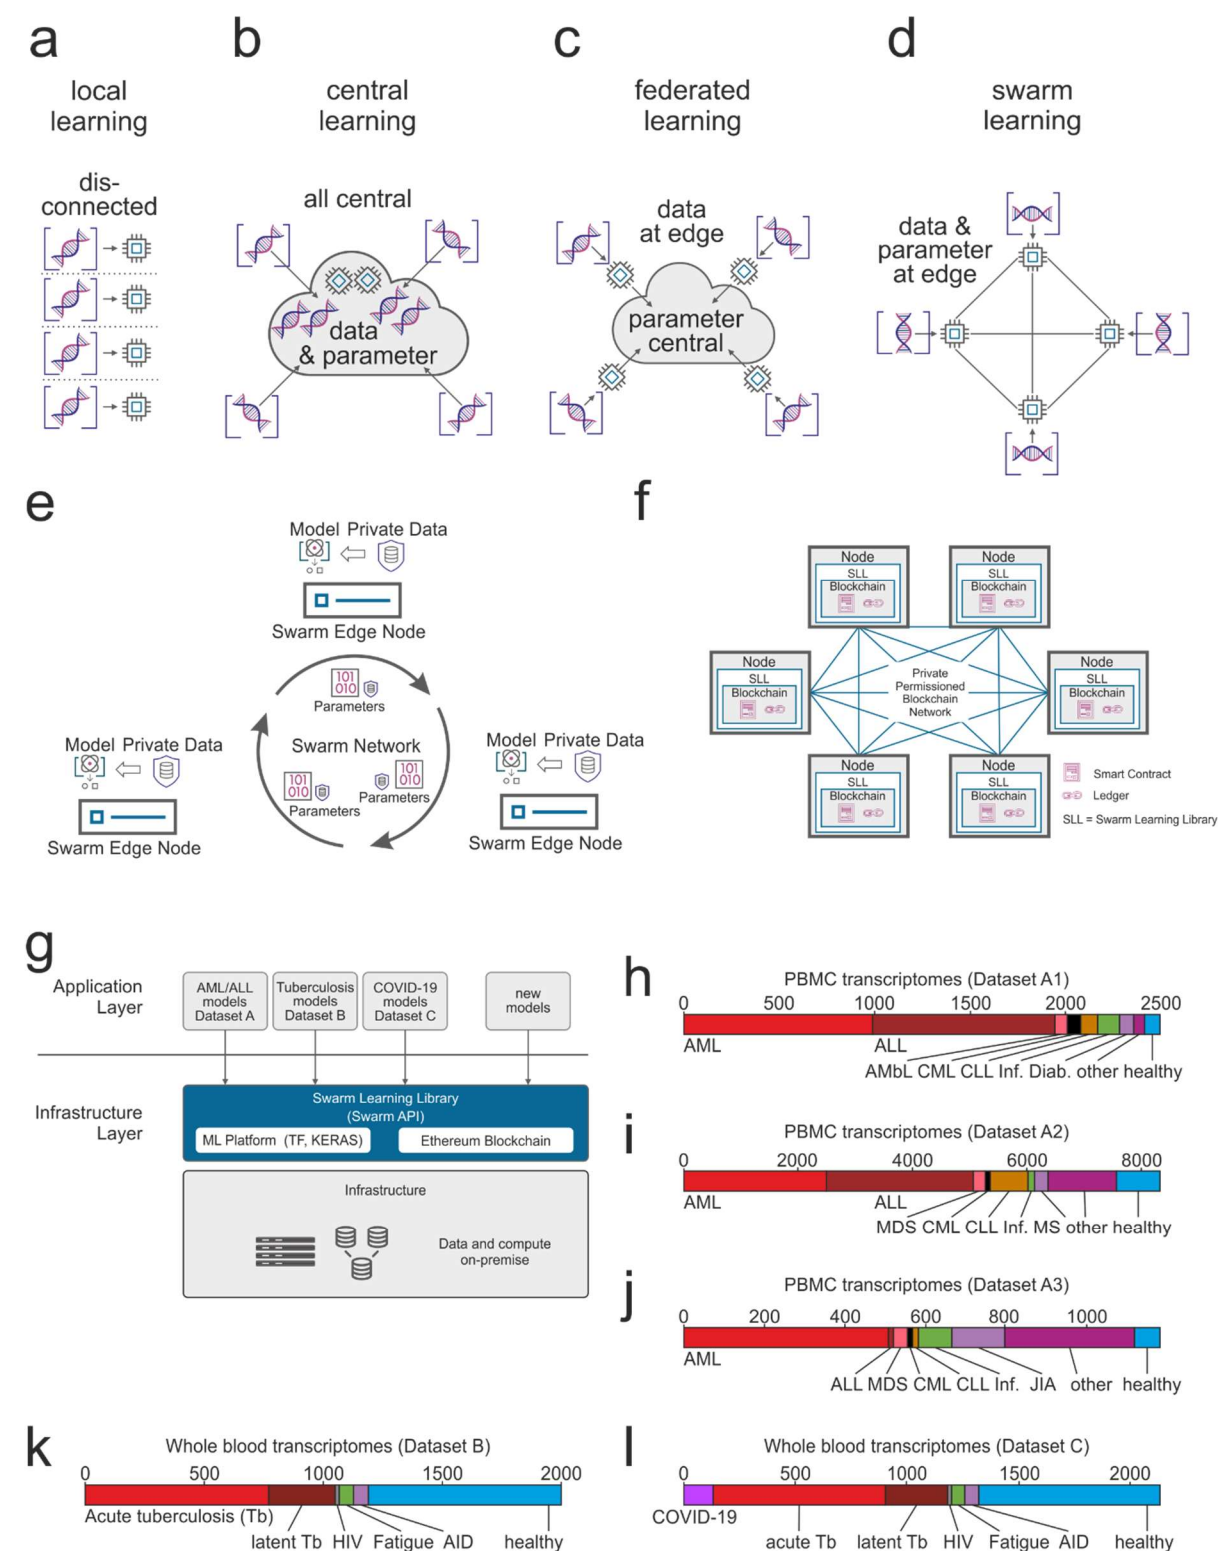 a
local
learning
dis-
connected
b
central
learning
all central
data
& parameter
c
federated
learning
data
at edge
parameter
central
d
swarm
learning
data &
parameter
at edge
e
Model Private Data
Swarm Edge Node
101
010
Parameters
Swarm Network
101
010
Parameters
101
010
Parameters
Model Private Data
Swarm Edge Node
Model Private Data
Swarm Edge Node
f
Node
SLL
Blockchain
Node
SLL
Blockchain
Node
SLL
Blockchain
Private
Permissioned
Blockchain
Network
Node
SLL
Blockchain
Node
SLL
Blockchain
Node
SLL
Blockchain
Smart Contract
Ledger
SLL = Swarm Learning Library
g
Application
Layer
AML/ALL
models
Dataset A
Tuberculosis
models
Dataset B
COVID-19
models
Dataset C
new
models
Infrastructure
Layer
Swarm Learning Library
(Swarm API)
ML Platform (TF, KERAS)
Ethereum Blockchain
Infrastructure
Data and compute
on-premise
h
PBMC transcriptomes (Dataset A1)
0 500 1000 1500 2000 2500
AML ALL
AMbL CML CLL Inf. Diab. other healthy
i
PBMC transcriptomes (Dataset A2)
0 2000 4000 6000 8000
AML ALL
MDS CML CLL Inf. MS other healthy
j
PBMC transcriptomes (Dataset A3)
0 200 400 600 800 1000
AML
ALL MDS CML CLL Inf. JIA other healthy
k
Whole blood transcriptomes (Dataset B)
0 500 1000 1500 2000
Acute tuberculosis (Tb)
latent Tb HIV Fatigue AID healthy
l
Whole blood transcriptomes (Dataset C)
0 500 1000 1500 2000
COVID-19
acute Tb latent Tb HIV Fatigue AID healthy